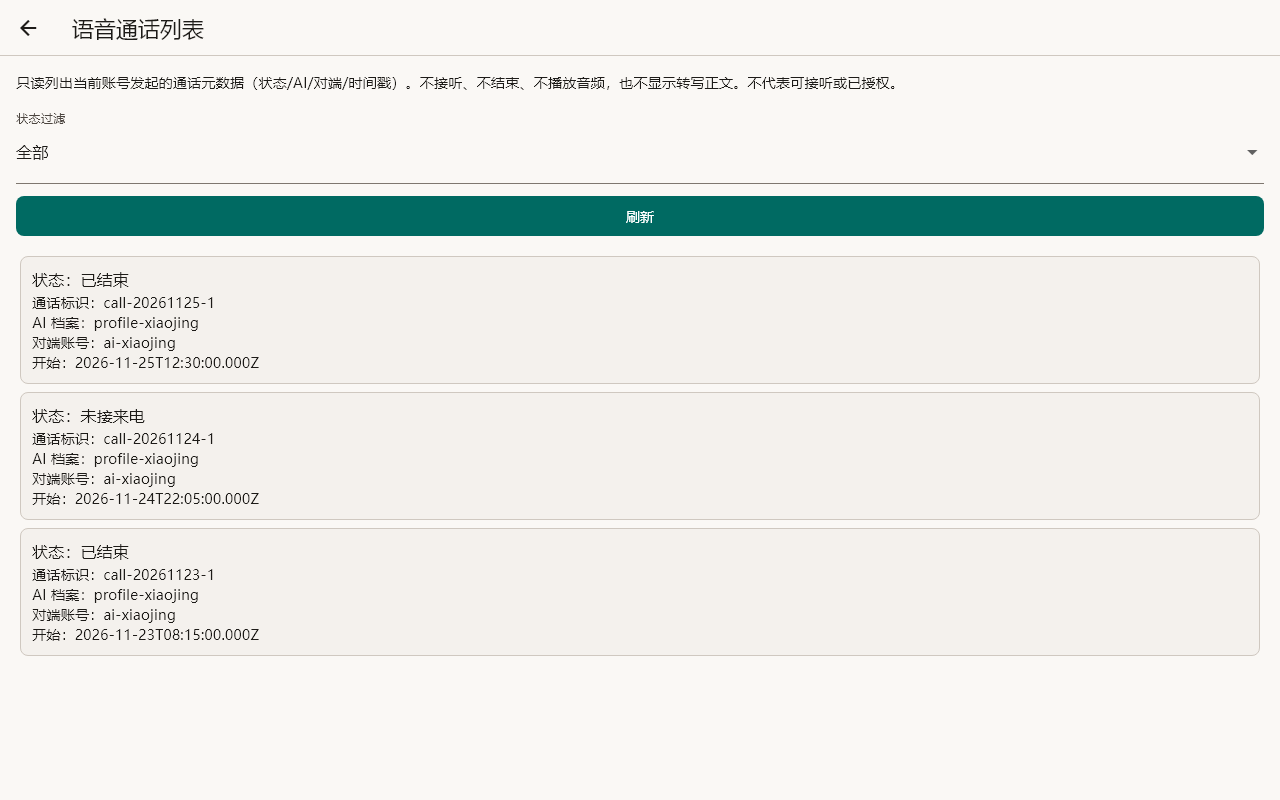 语音通话列表
只读列出当前账号发起的通话元数据（状态/AI/对端/时间戳）。不接听、不结束、不播放音频，也不显示转写正文。不代表可接听或已授权。
状态过滤
全部
刷新
状态：已结束
通话标识：call-20261125-1
AI 档案：profile-xiaojing
对端账号：ai-xiaojing
开始：2026-11-25T12:30:00.000Z
状态：未接来电
通话标识：call-20261124-1
AI 档案：profile-xiaojing
对端账号：ai-xiaojing
开始：2026-11-24T22:05:00.000Z
状态：已结束
通话标识：call-20261123-1
AI 档案：profile-xiaojing
对端账号：ai-xiaojing
开始：2026-11-23T08:15:00.000Z